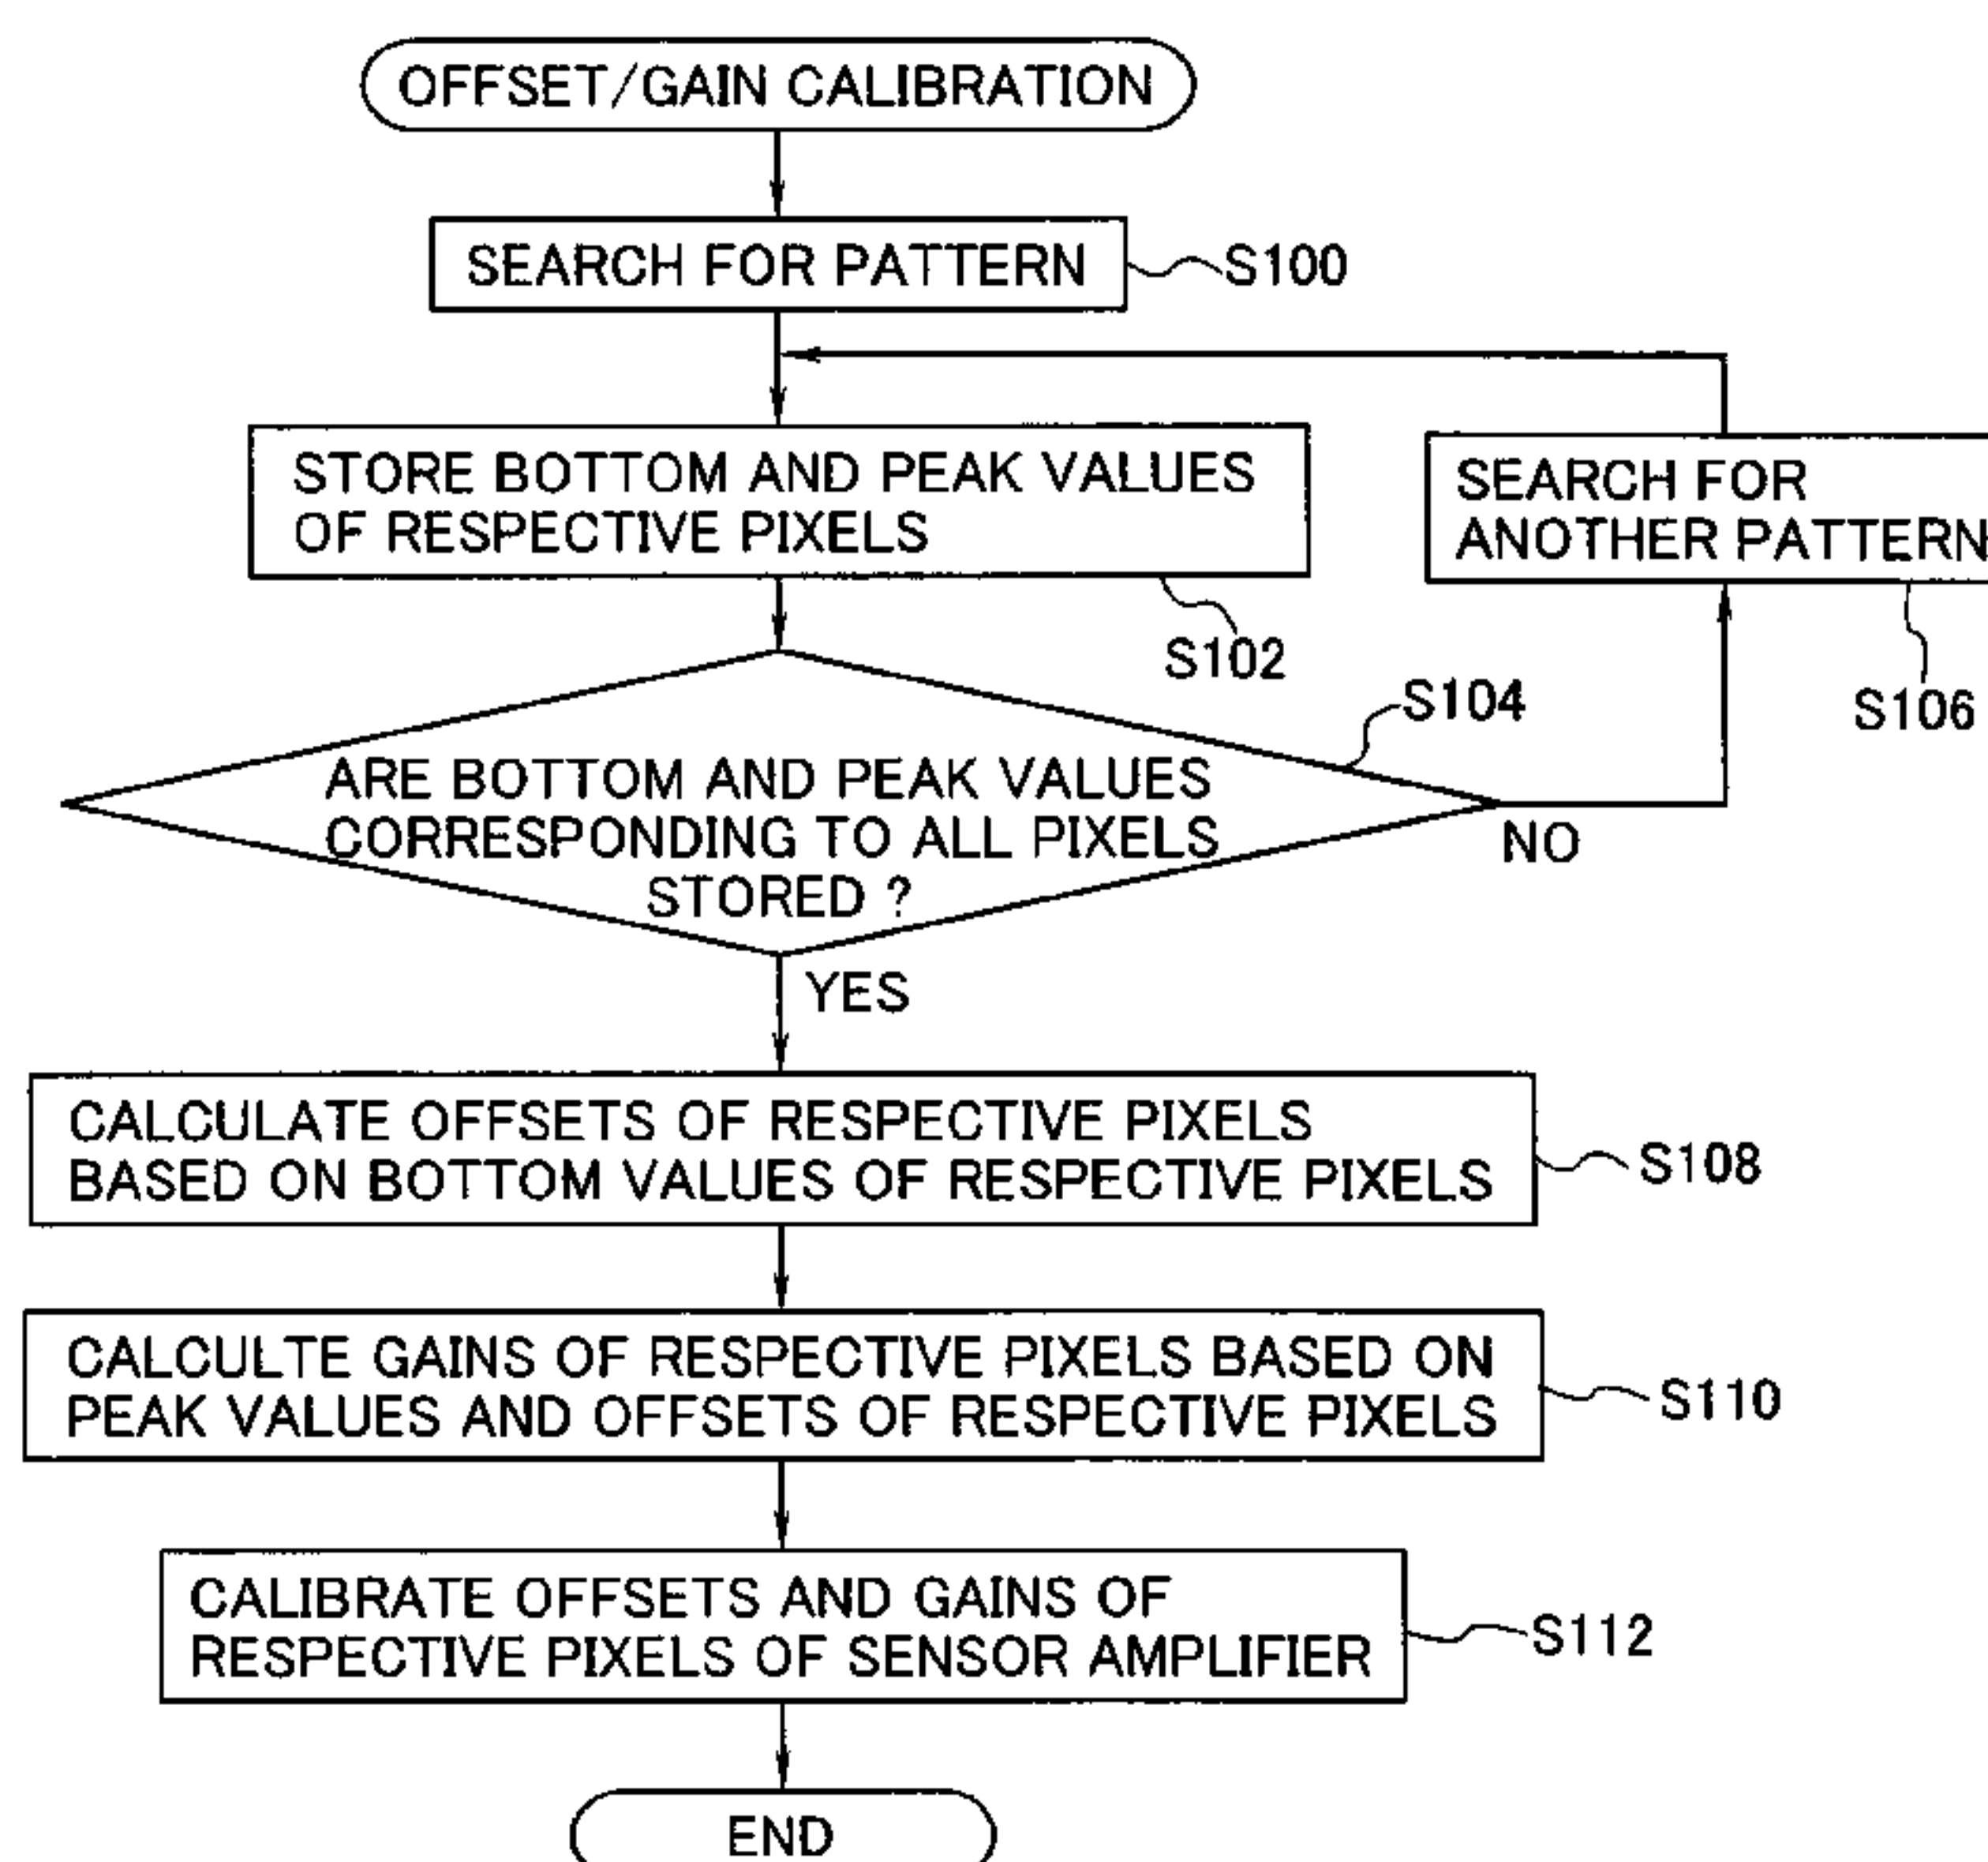 OFFSET/GAIN CALIBRATION
SEARCH FOR PATTERN
S100
STORE BOTTOM AND PEAK VALUES
OF RESPECTIVE PIXELS
S102
SEARCH FOR
ANOTHER PATTERN
S106
S104
ARE BOTTOM AND PEAK VALUES
CORRESPONDING TO ALL PIXELS
STORED ?
NO
YES
CALCULATE OFFSETS OF RESPECTIVE PIXELS
BASED ON BOTTOM VALUES OF RESPECTIVE PIXELS
S108
CALCULTE GAINS OF RESPECTIVE PIXELS BASED ON
PEAK VALUES AND OFFSETS OF RESPECTIVE PIXELS
S110
CALIBRATE OFFSETS AND GAINS OF
RESPECTIVE PIXELS OF SENSOR AMPLIFIER
S112
END